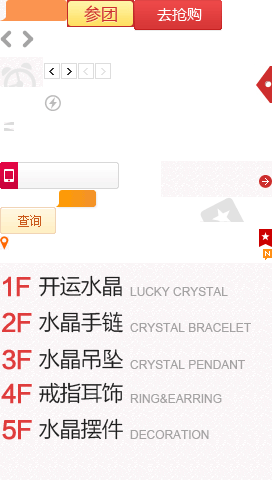 参团 去抢购
查询
N
1F 开运水晶 LUCKY CRYSTAL
2F 水晶手链 CRYSTAL BRACELET
3F 水晶吊坠 CRYSTAL PENDANT
4F 戒指耳饰 RING&EARRING
5F 水晶摆件 DECORATION